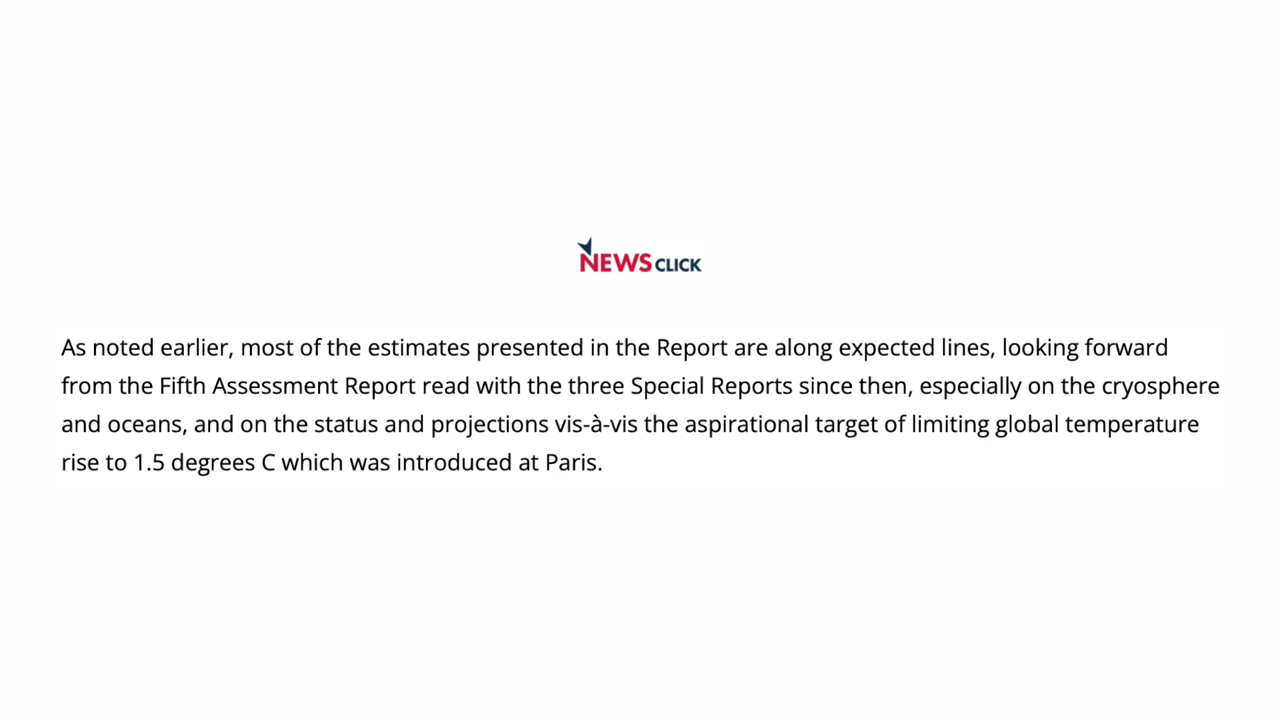 NEWSCLICK
As noted earlier, most of the estimates presented in the Report are along expected lines, looking forward
from the Fifth Assessment Report read with the three Special Reports since then, especially on the cryosphere
and oceans, and on the status and projections vis-à-vis the aspirational target of limiting global temperature
rise to 1.5 degrees C which was introduced at Paris.